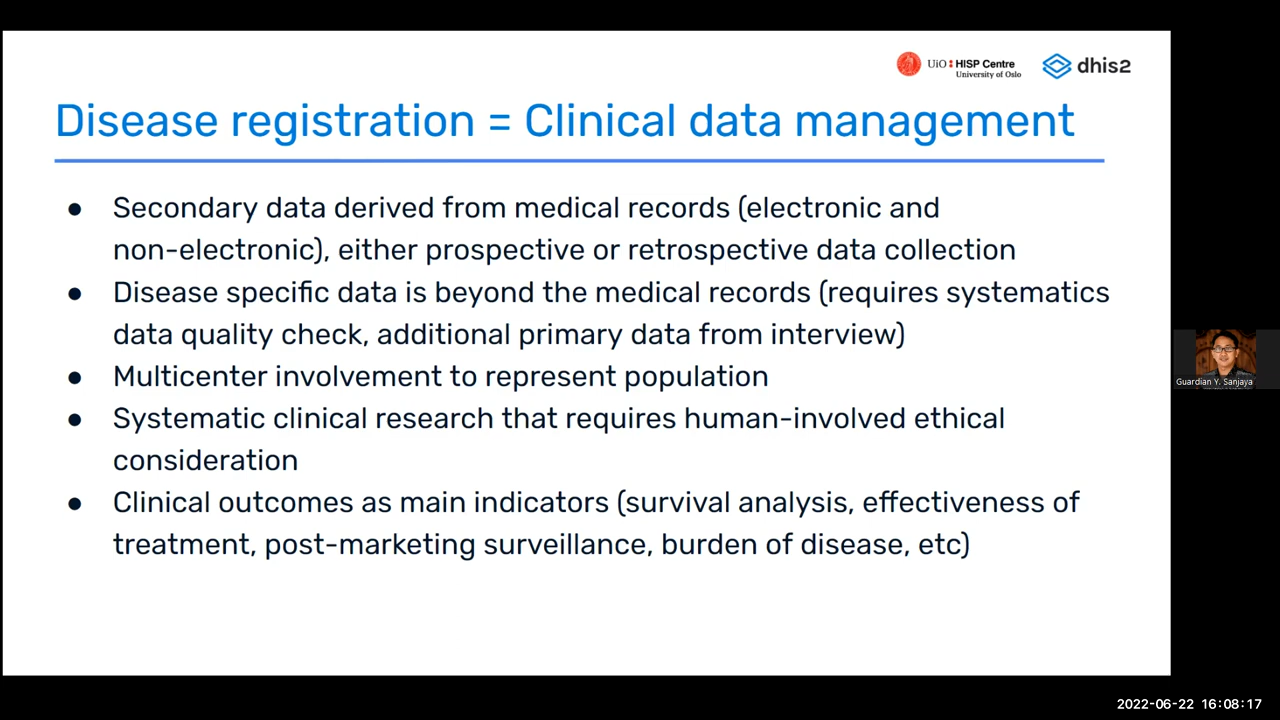 UiO : HISP Centre
University of Oslo
dhis2
Disease registration = Clinical data management
● Secondary data derived from medical records (electronic and
non-electronic), either prospective or retrospective data collection
● Disease specific data is beyond the medical records (requires systematics
data quality check, additional primary data from interview)
● Multicenter involvement to represent population
● Systematic clinical research that requires human-involved ethical
consideration
● Clinical outcomes as main indicators (survival analysis, effectiveness of
treatment, post-marketing surveillance, burden of disease, etc)
Guardian Y. Sanjaya
2022-06-22 16:08:17